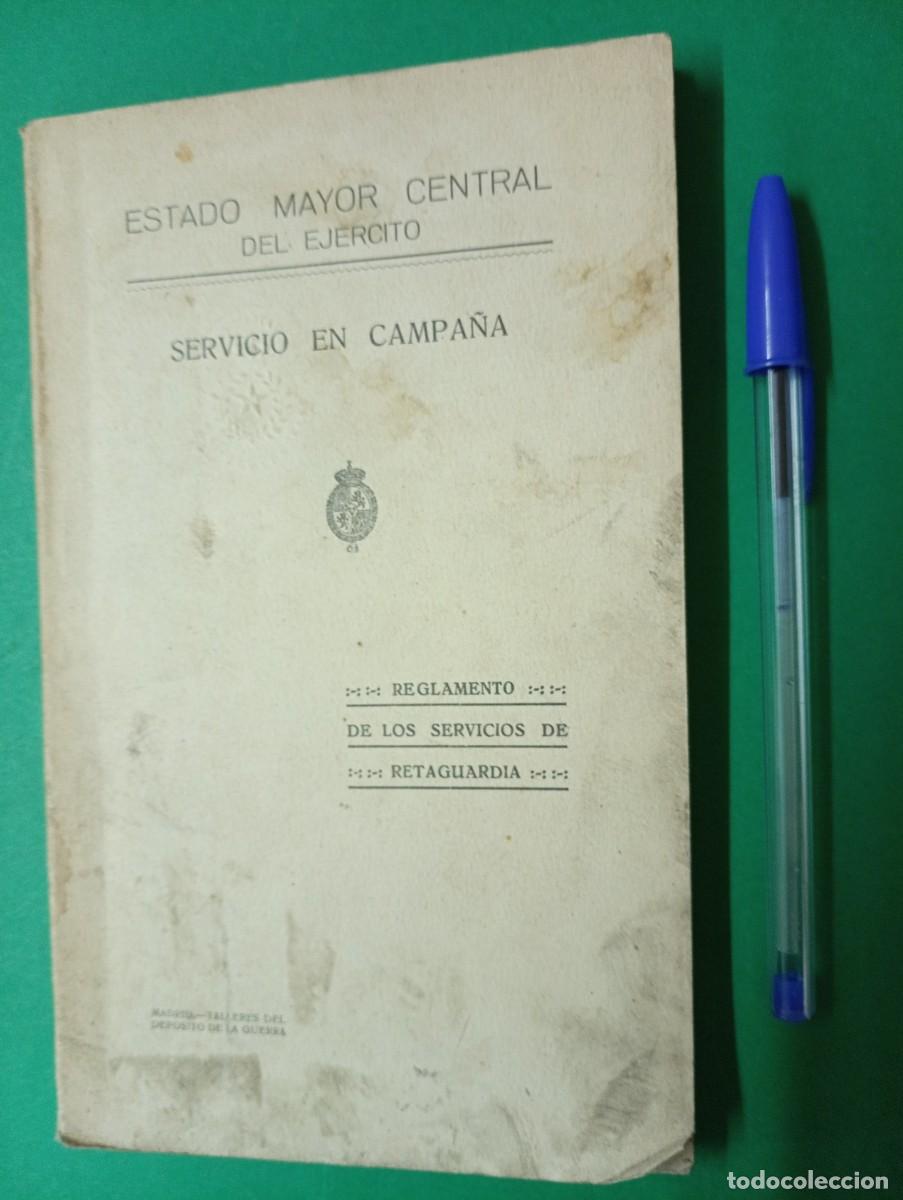 ESTADO MAYOR CENTRAL
DEL EJERCITO
SERVICIO EN CAMPAÑA
:-: :-: REGLAMENTO :-: :-:
DE LOS SERVICIOS DE
:-: :-: RETAGUARDIA :-: :-:
MADRID.—TALLERES DEL
DEPOSITO DE LA GUERRA
todocoleccion